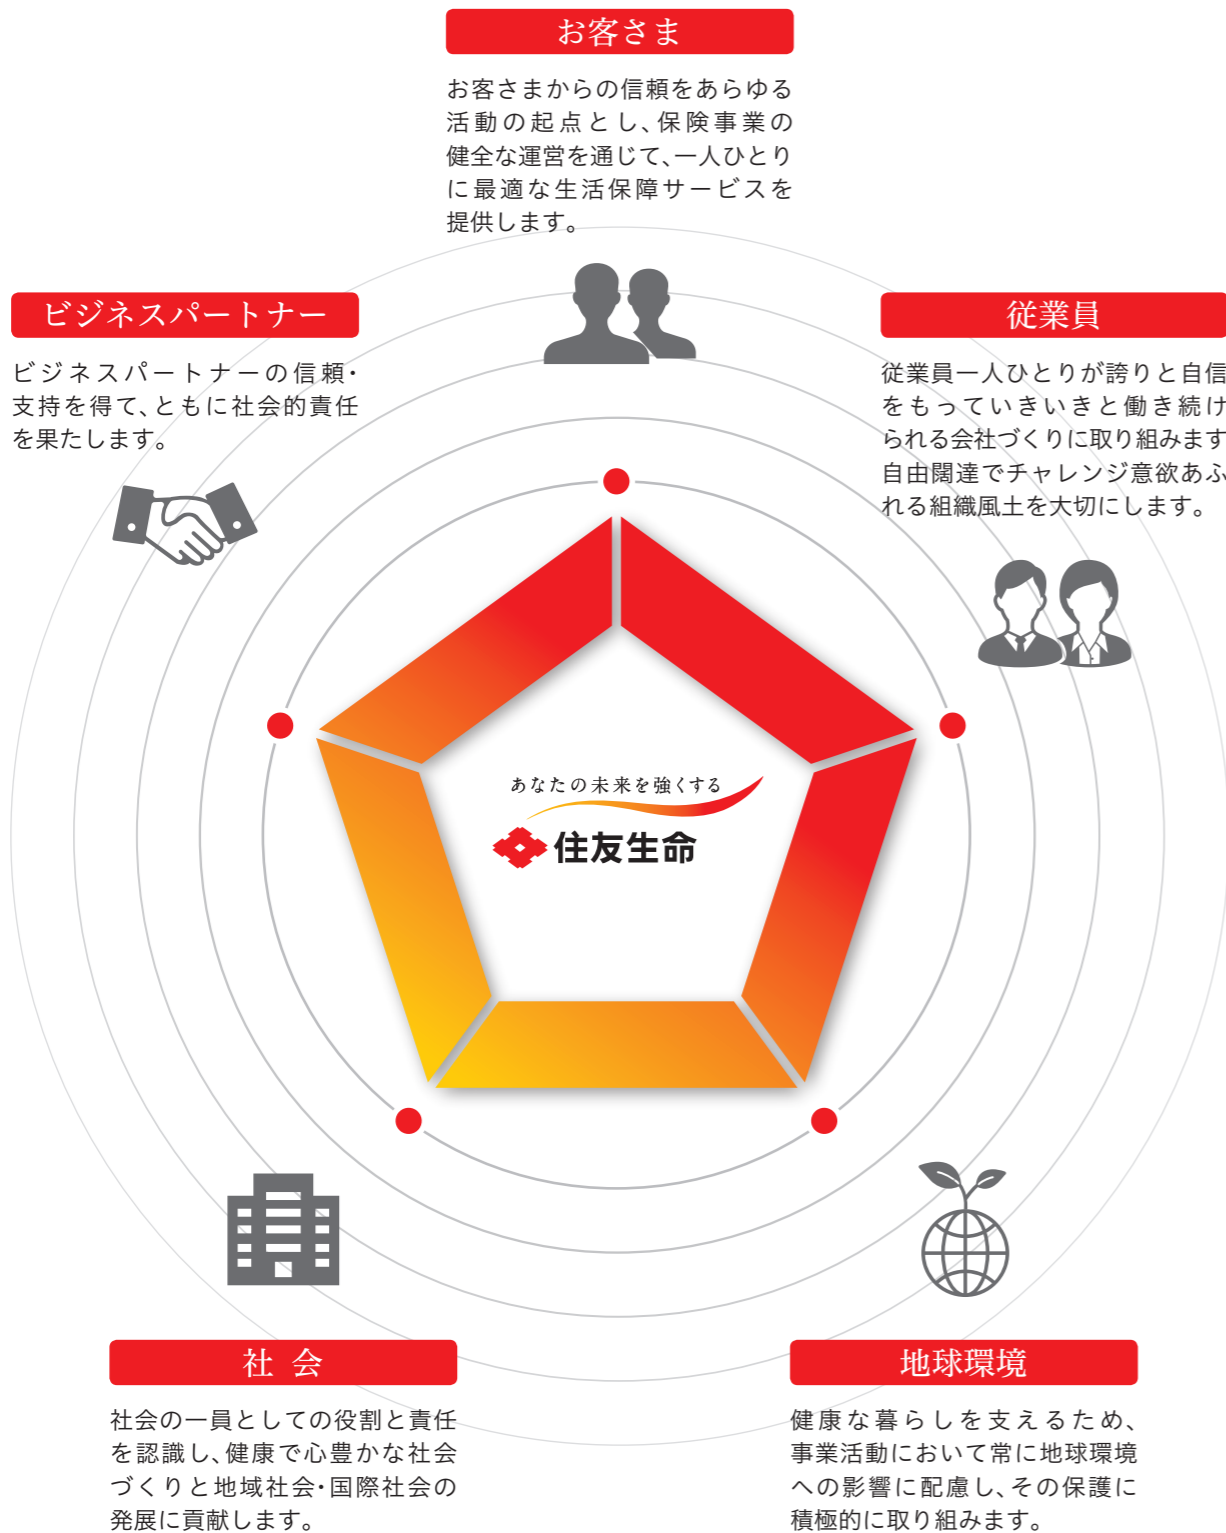 お客さま
お客さまからの信頼をあらゆる
活動の起点とし、保険事業の
健全な運営を通じて、一人ひとり
に最適な生活保障サービスを
提供します。
ビジネスパートナー
ビジネスパートナーの信頼・
支持を得て、ともに社会的責任
を果たします。
従業員
従業員一人ひとりが誇りと自信
をもっていきいきと働き続け
られる会社づくりに取り組みます
自由闊達でチャレンジ意欲あふ
れる組織風土を大切にします。
あなたの未来を強くする
住友生命
社 会
社会の一員としての役割と責任
を認識し、健康で心豊かな社会
づくりと地域社会・国際社会の
発展に貢献します。
地球環境
健康な暮らしを支えるため、
事業活動において常に地球環境
への影響に配慮し、その保護に
積極的に取り組みます。